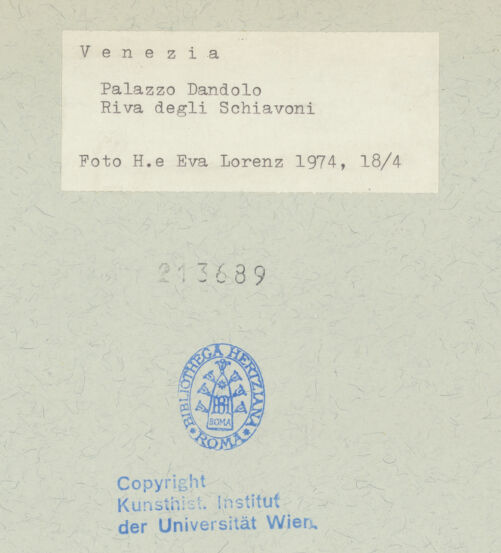 Venezia
Palazzo Dandolo
Riva degli Schiavoni
Foto H.e Eva Lorenz 1974, 18/4
213689
BIBLIOTHECA HERTZIANA
ROMA
ROMA
Copyright
Kunsthist. Institut
der Universität Wien.